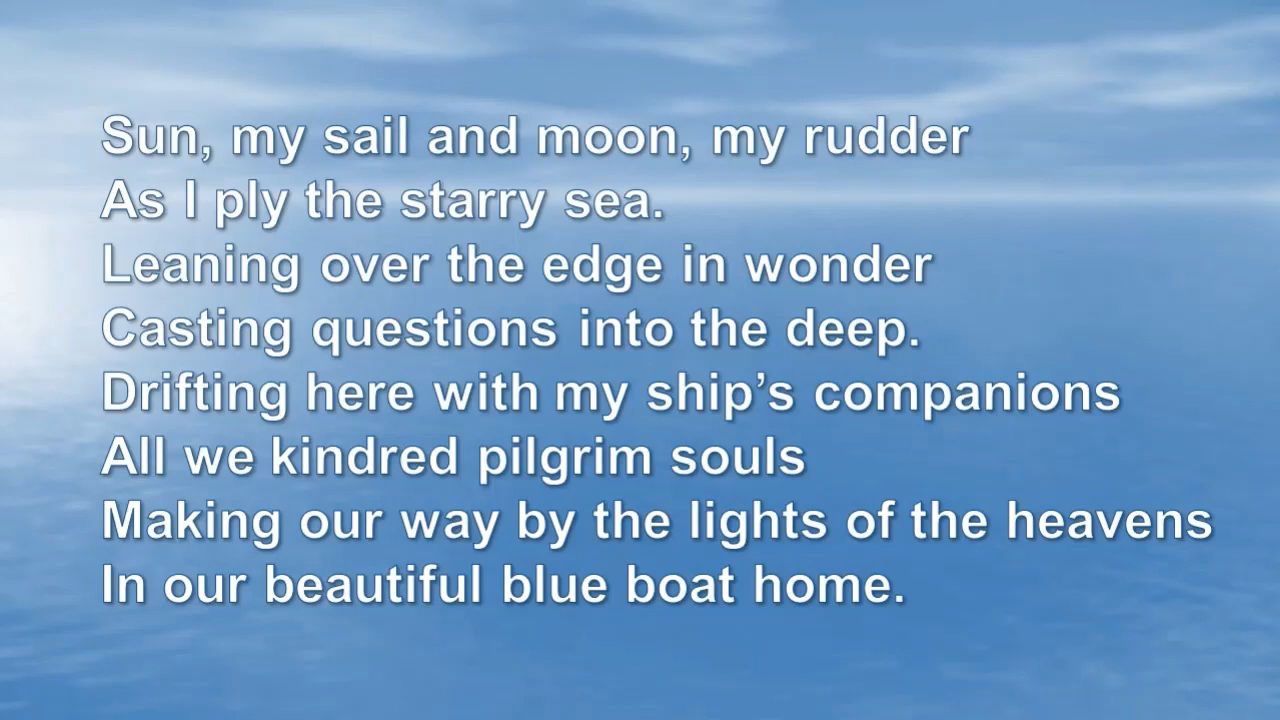 Sun, my sail and moon, my rudder
As I ply the starry sea.
Leaning over the edge in wonder
Casting questions into the deep.
Drifting here with my ship’s companions
All we kindred pilgrim souls
Making our way by the lights of the heavens
In our beautiful blue boat home.